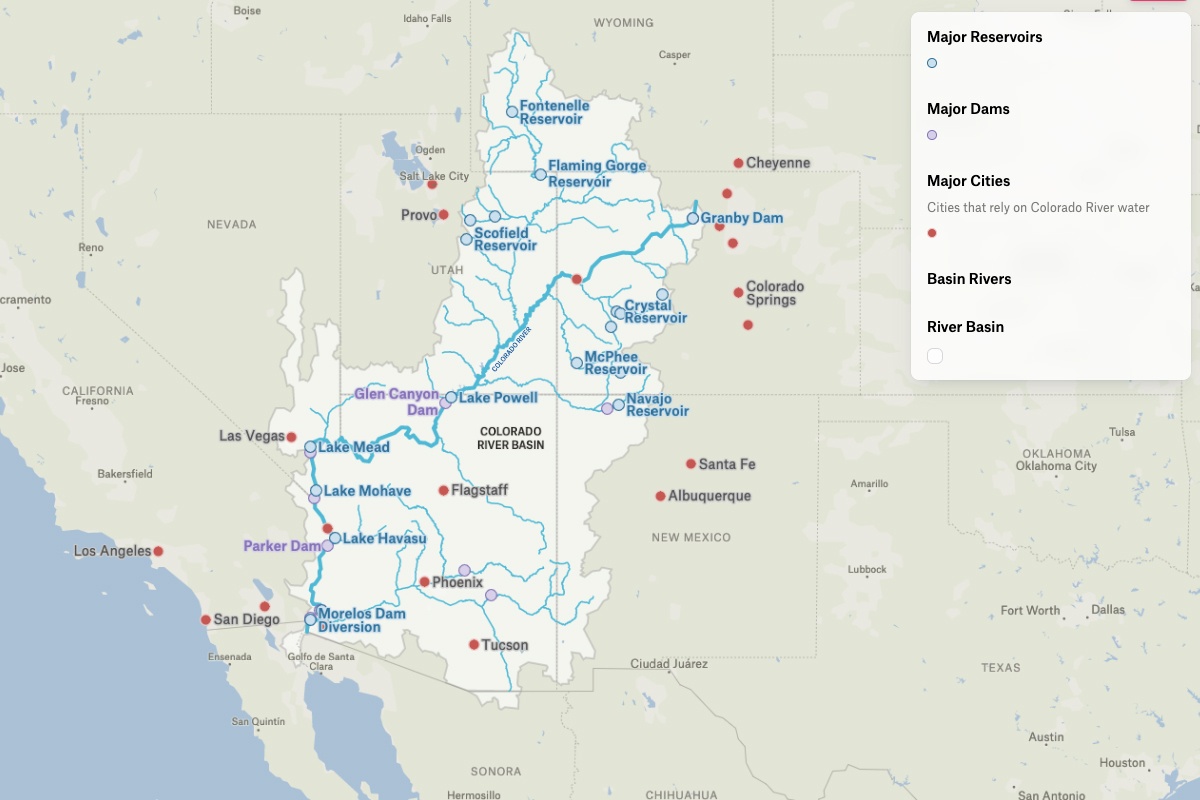 Boise
Idaho Falls
WYOMING
Casper
Major Reservoirs
Major Dams
Major Cities
Cities that rely on Colorado River water
Basin Rivers
River Basin
Fontenelle
Reservoir
Ogden
Salt Lake City
Flaming Gorge
Reservoir
Cheyenne
Provo
NEVADA
Granby Dam
Scofield
Reservoir
Reno
UTAH
cramento
Colorado
Springs
Crystal
Reservoir
COLORADO RIVER
McPhee
Reservoir
Jose
CALIFORNIA
Fresno
Glen Canyon
Dam
Lake Powell
Navajo
Reservoir
COLORADO
RIVER BASIN
Las Vegas
Lake Mead
Tulsa
OKLAHOMA
Oklahoma City
Santa Fe
Bakersfield
Lake Mohave
Flagstaff
Albuquerque
Amarillo
Lake Havasu
Parker Dam
Los Angeles
NEW MEXICO
Phoenix
Lubbock
San Diego
Morelos Dam
Diversion
Fort Worth
Dallas
Tucson
Ensenada
Golfo de Santa
Clara
Ciudad Juárez
TEXAS
San Quintín
Austin
Houston
SONORA
Hermosillo
CHIHUAHUA
San Antonio